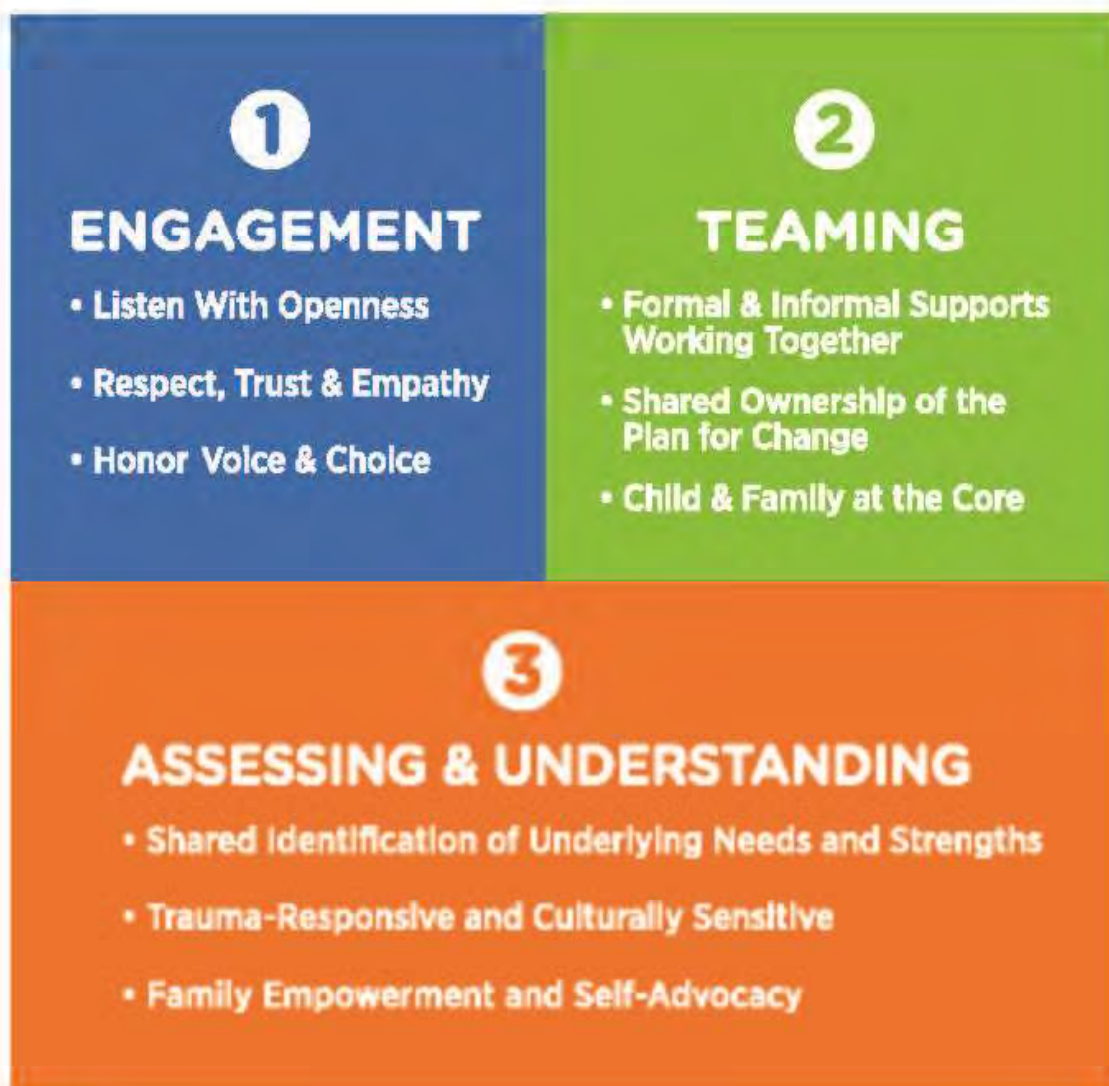 1
ENGAGEMENT
• Listen With Openness
• Respect, Trust & Empathy
• Honor Voice & Choice
2
TEAMING
• Formal & Informal Supports
Working Together
• Shared Ownership of the
Plan for Change
• Child & Family at the Core
3
ASSESSING & UNDERSTANDING
• Shared Identification of Underlying Needs and Strengths
• Trauma-Responsive and Culturally Sensitive
• Family Empowerment and Self-Advocacy